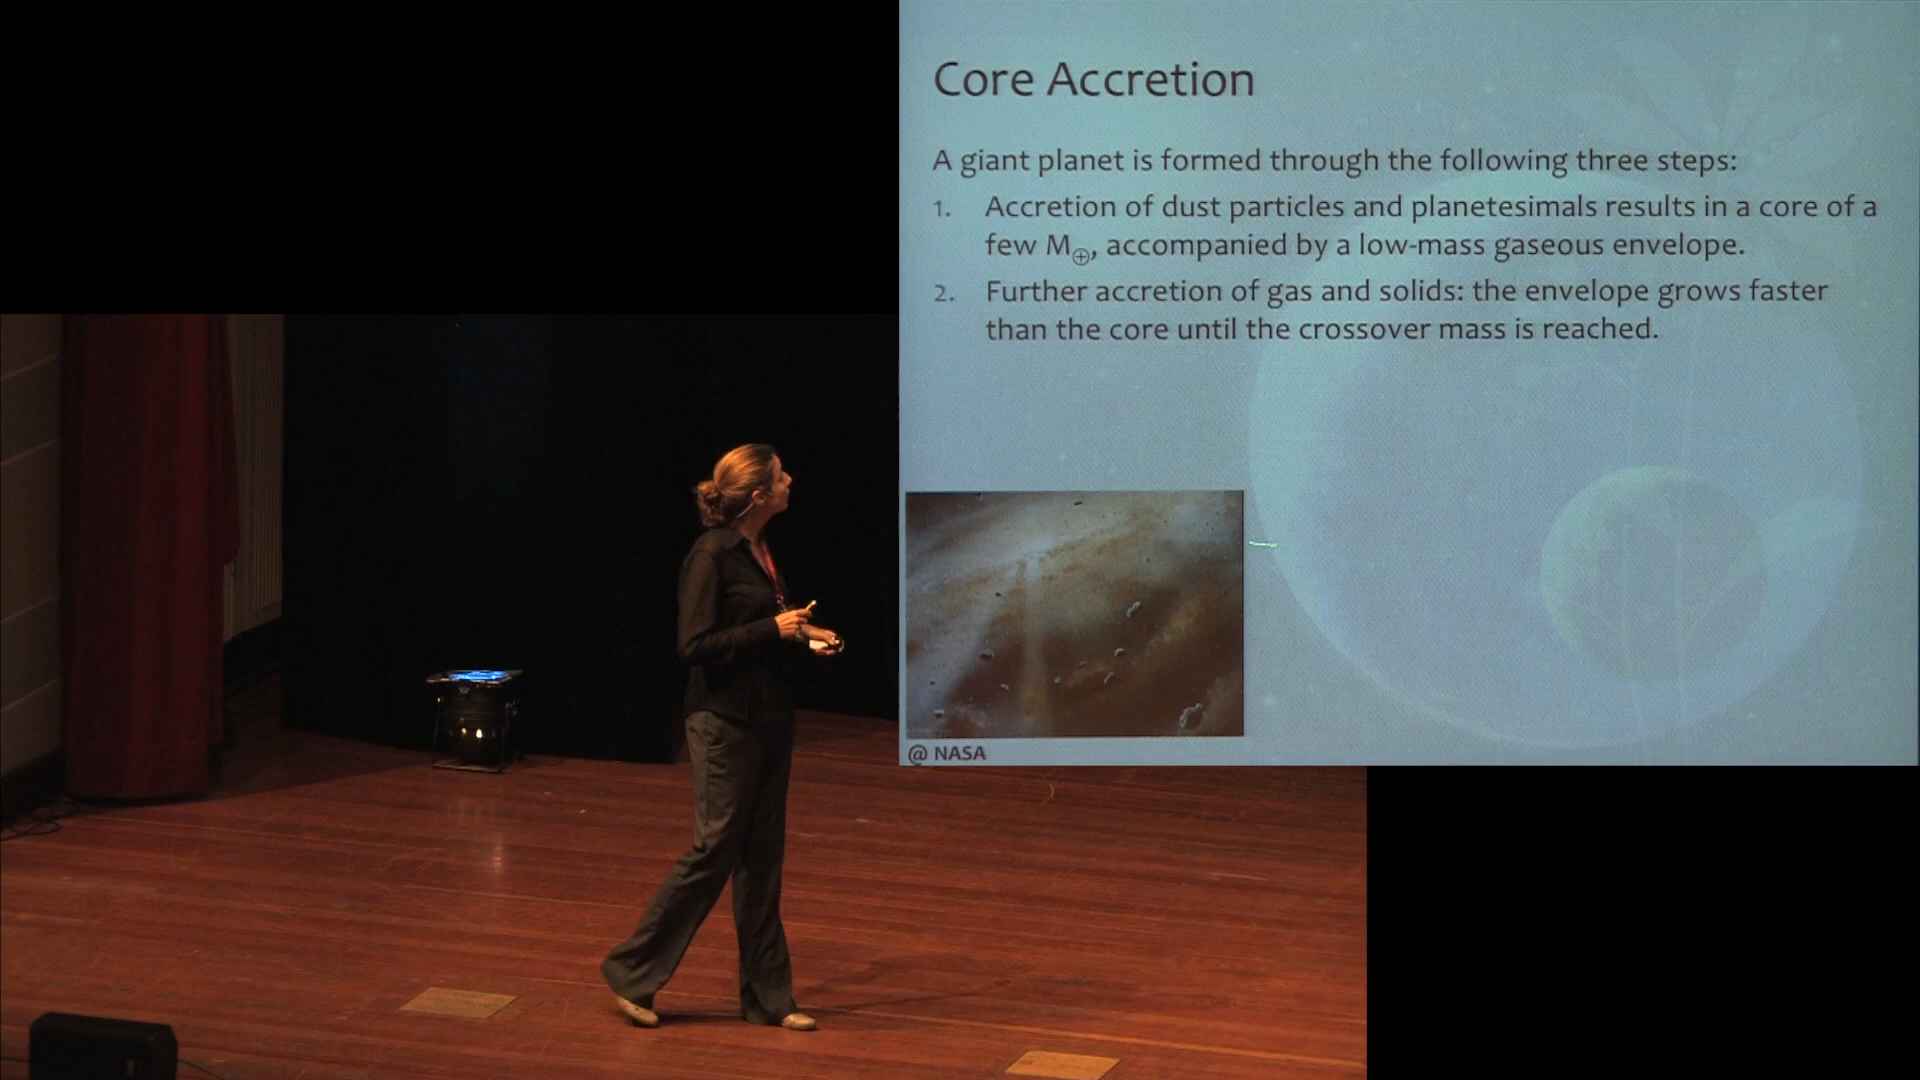 Core Accretion
A giant planet is formed through the following three steps:
1. Accretion of dust particles and planetesimals results in a core of a
few M⊕, accompanied by a low-mass gaseous envelope.
2. Further accretion of gas and solids: the envelope grows faster
than the core until the crossover mass is reached.
@ NASA